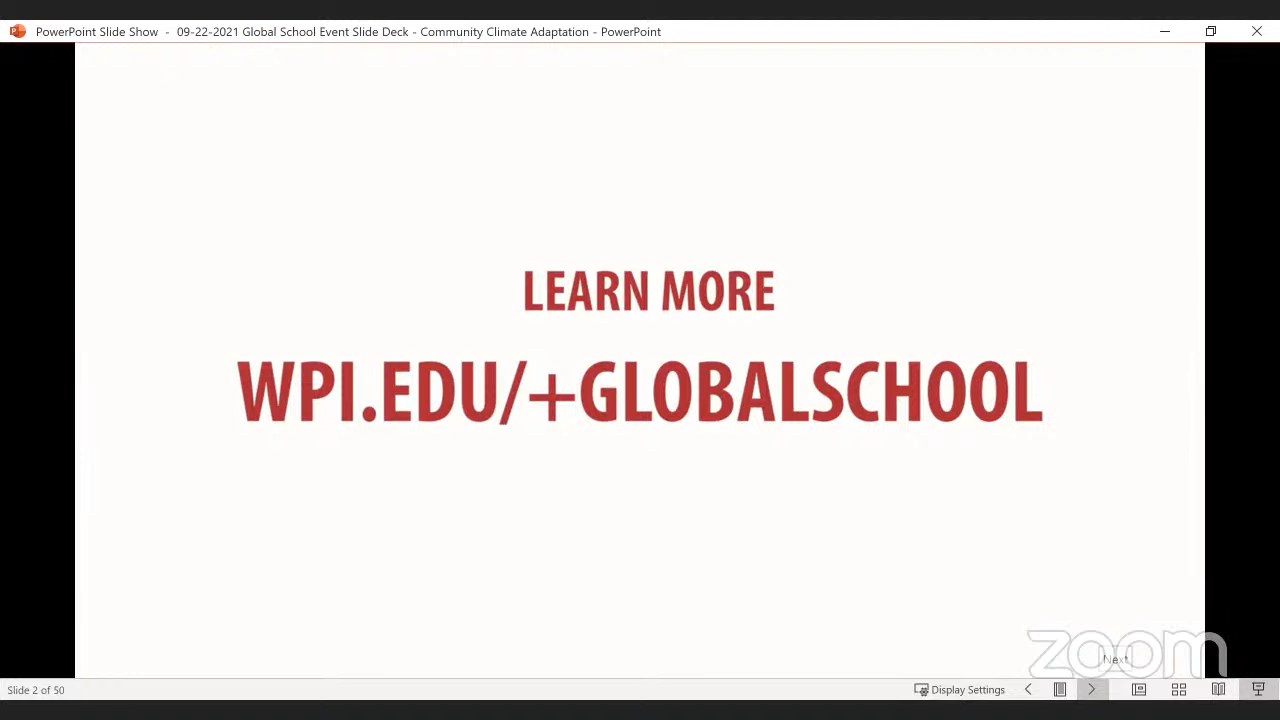 PowerPoint Slide Show - 09-22-2021 Global School Event Slide Deck - Community Climate Adaptation - PowerPoint
LEARN MORE
WPI.EDU/+GLOBALSCHOOL
zoom
Next
Slide 2 of 50
Display Settings